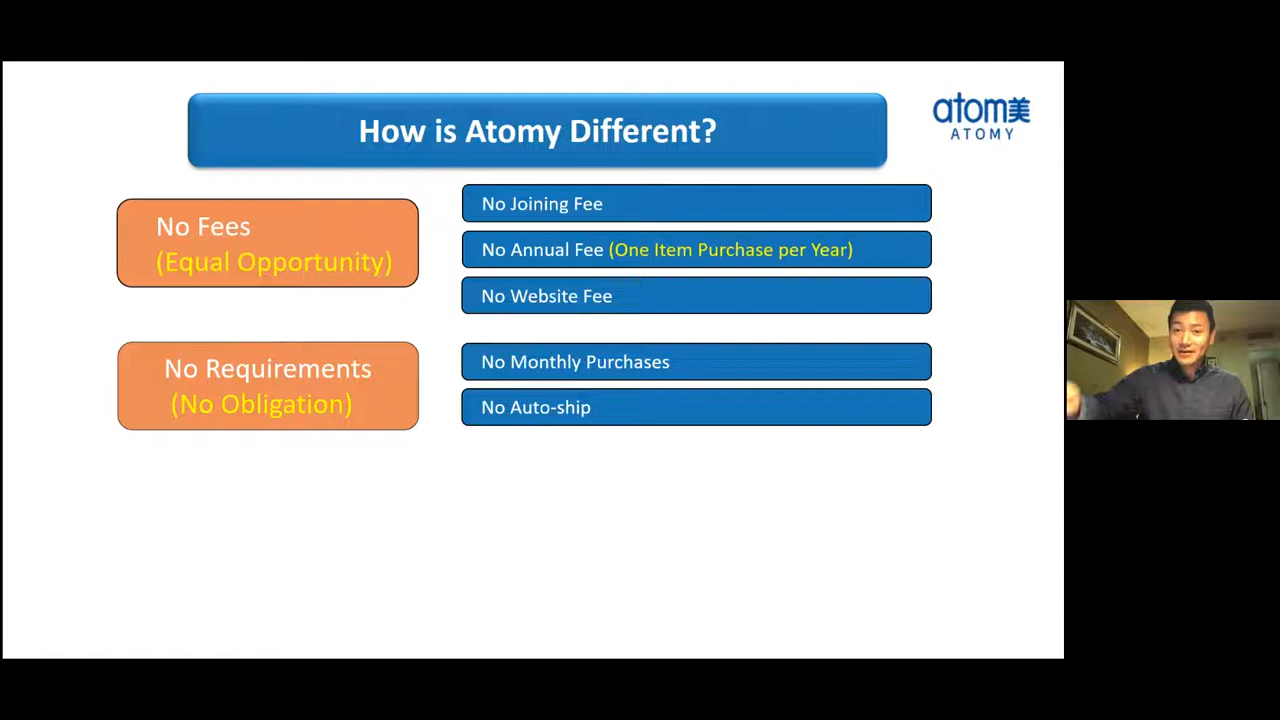 How is Atomy Different?
atom美
ATOMY
No Fees
(Equal Opportunity)
No Joining Fee
No Annual Fee (One Item Purchase per Year)
No Website Fee
No Requirements
(No Obligation)
No Monthly Purchases
No Auto-ship